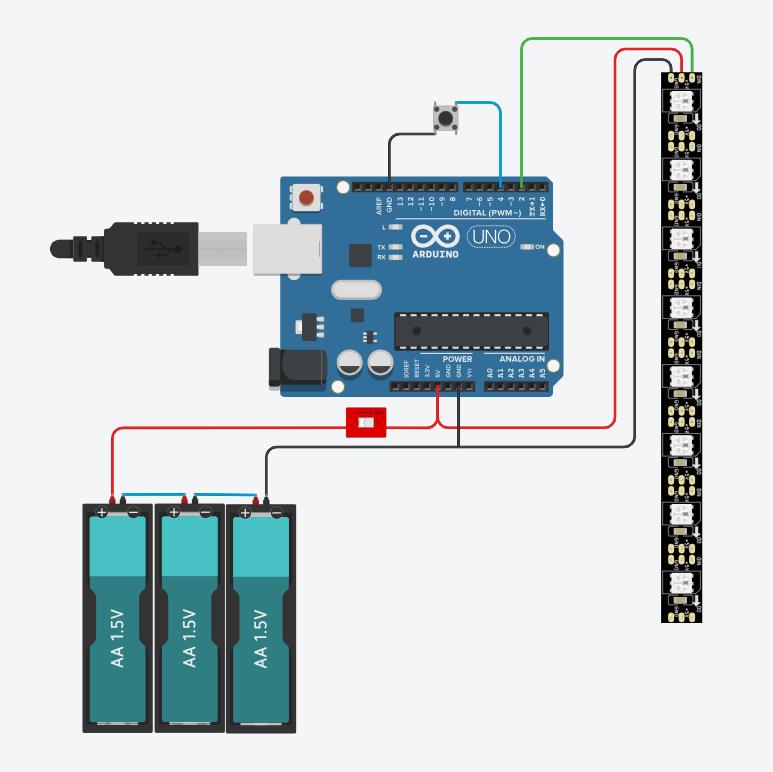 AREF
GND
13
12
~11
~10
~9
8
7
~6
~5
4
~3
2
TX→1
RX←0
DIGITAL (PWM~)
L
TX
RX
ARDUINO
UNO
ON
POWER
ANALOG IN
IOREF
RESET
3.3V
5V
GND
GND
Vin
A0
A1
A2
A3
A4
A5
AA 1.5V
AA 1.5V
AA 1.5V